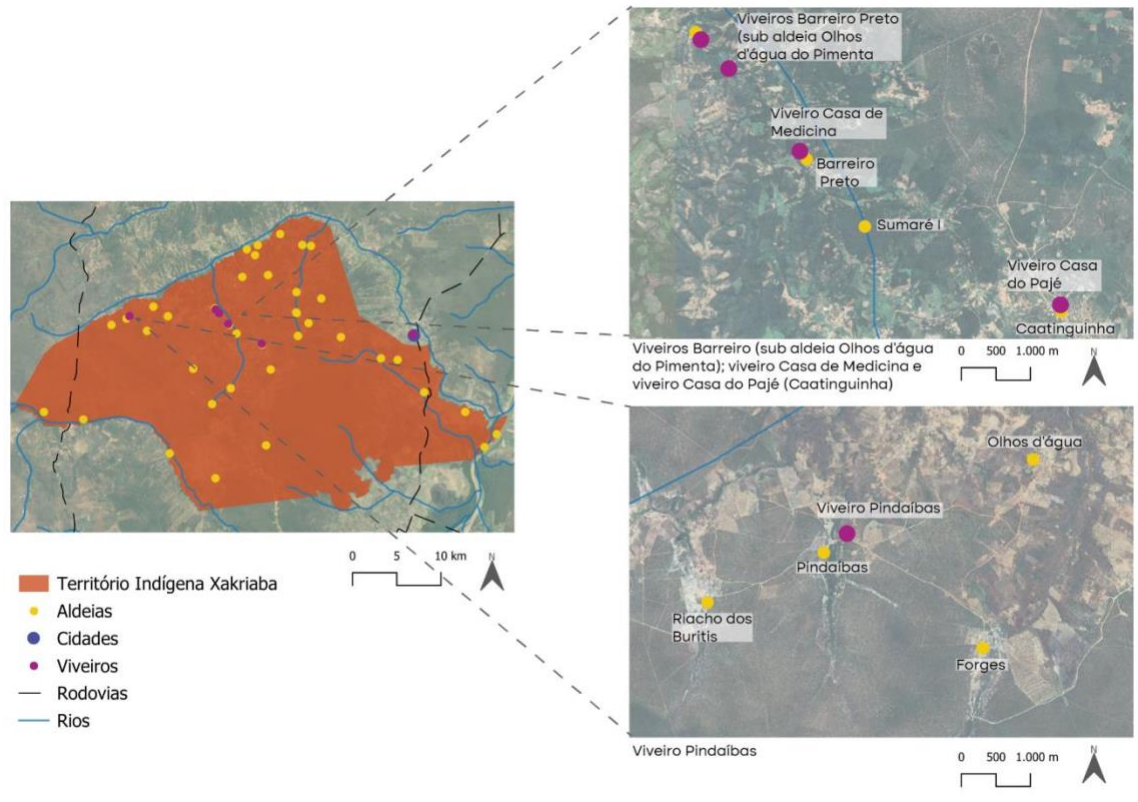 Viveiros Barreiro Preto
(sub aldeia Olhos
d'água do Pimenta
Viveiro Casa de
Medicina
Barreiro
Preto
Sumaré I
Viveiro Casa
do Pajé
Caatinguinha
Viveiros Barreiro (sub aldeia Olhos d'água
do Pimenta); viveiro Casa de Medicina e
viveiro Casa do Pajé (Caatinguinha)
0 500 1.000 m
N
Olhos d'água
Viveiro Pindaíbas
Pindaíbas
Riacho dos
Buritis
Forges
Viveiro Pindaíbas
0 500 1.000 m
N
0 5 10 km
N
Território Indígena Xakriaba
Aldeias
Cidades
Viveiros
Rodovias
Rios